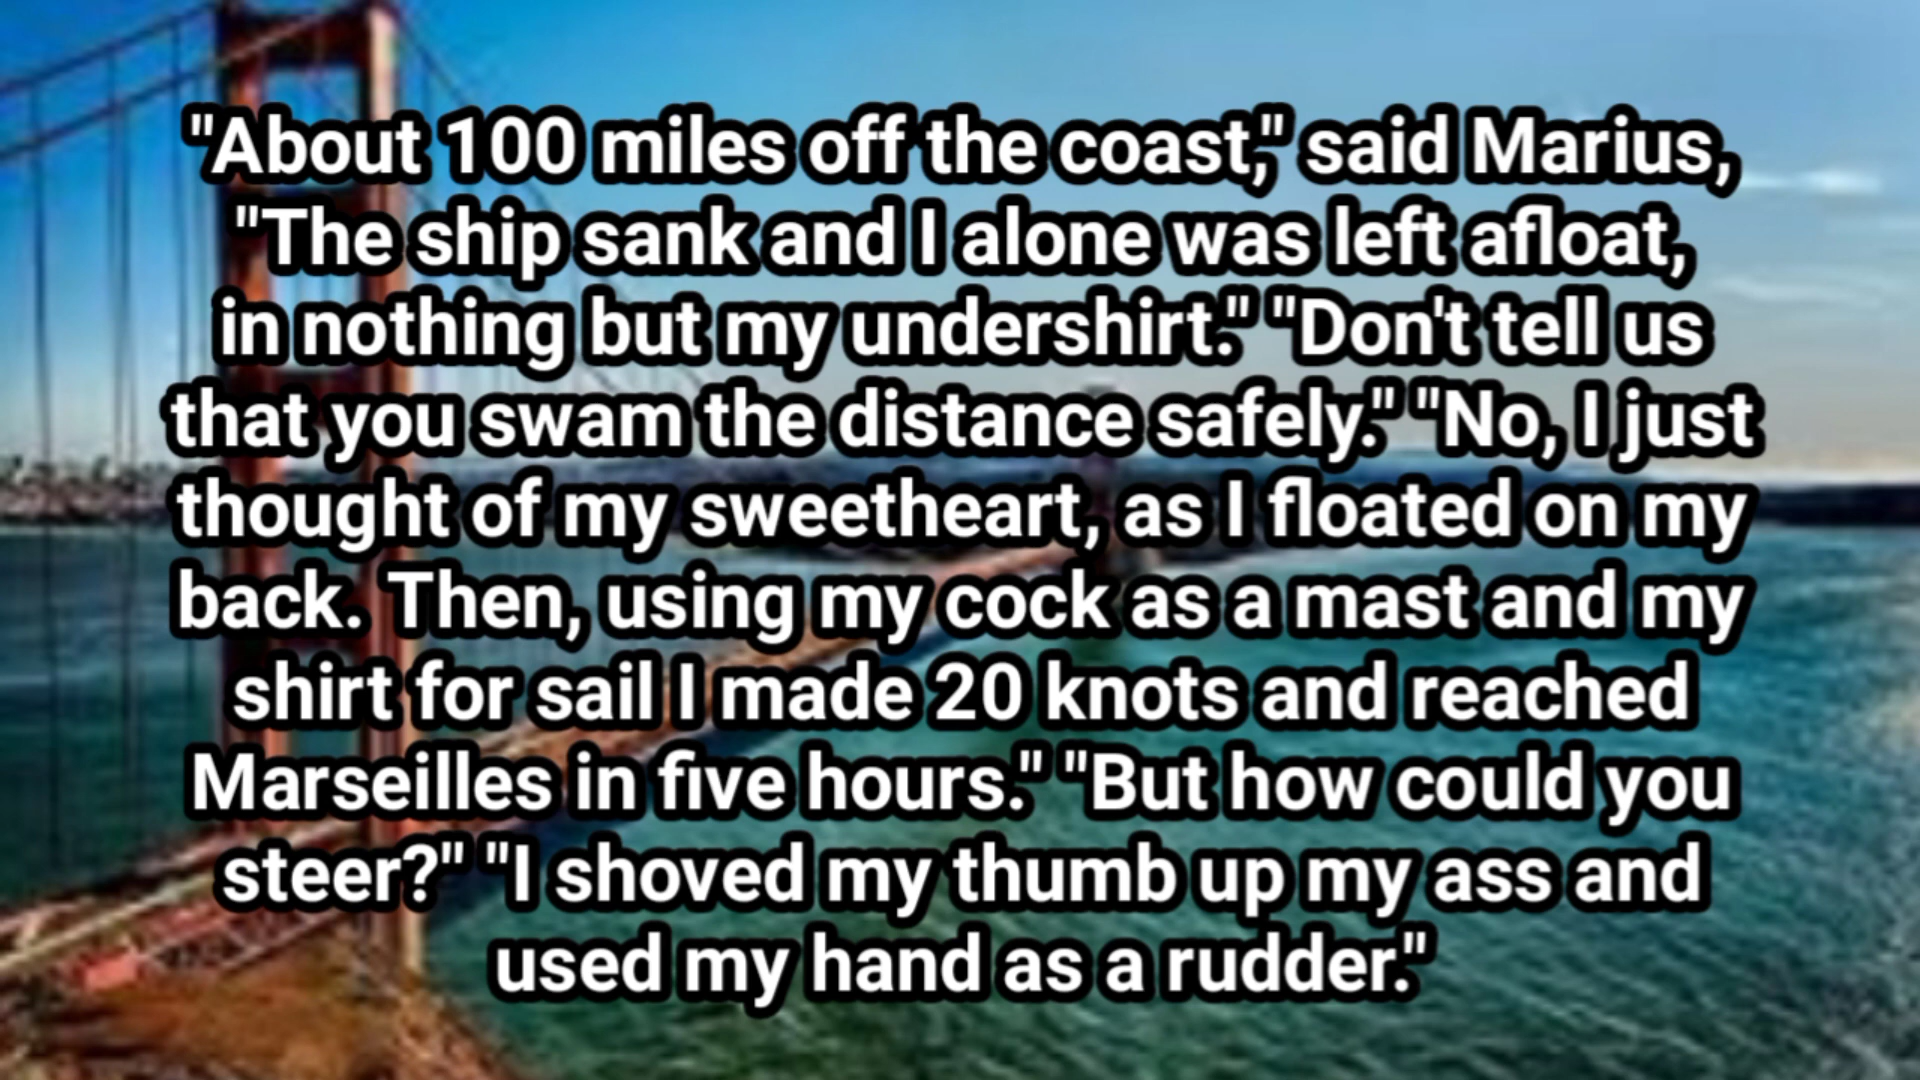 "About 100 miles off the coast," said Marius,
"The ship sank and I alone was left afloat,
in nothing but my undershirt." "Don't tell us
that you swam the distance safely." "No, I just
thought of my sweetheart, as I floated on my
back. Then, using my cock as a mast and my
shirt for sail I made 20 knots and reached
Marseilles in five hours." "But how could you
steer?" "I shoved my thumb up my ass and
used my hand as a rudder."